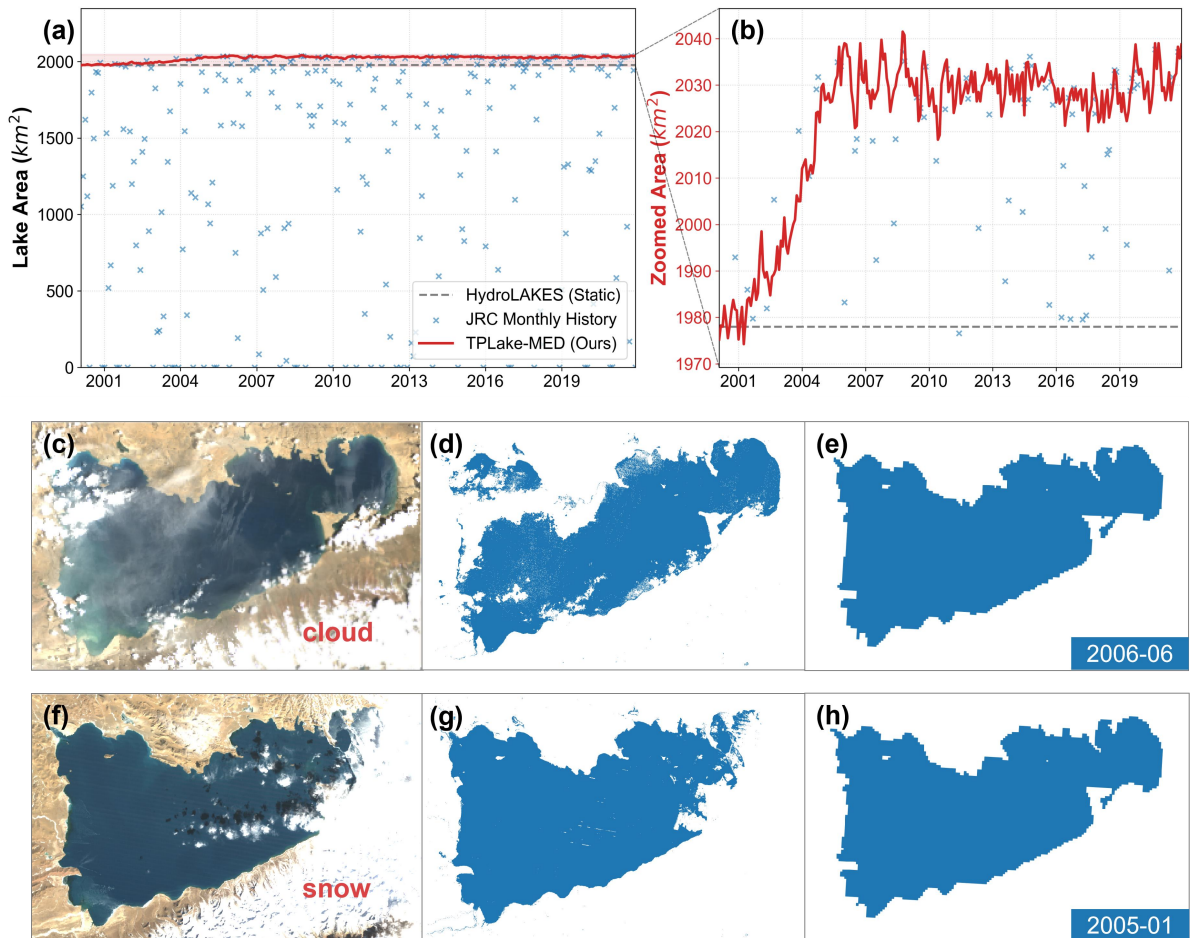 (a)
Lake Area (km²)
2000
1500
1000
500
0
2001 2004 2007 2010 2013 2016 2019
HydroLAKES (Static)
JRC Monthly History
TPLake-MED (Ours)
(b)
Zoomed Area (km²)
2040
2030
2020
2010
2000
1990
1980
1970
2001 2004 2007 2010 2013 2016 2019
(c)
cloud
(d)
(e)
2006-06
(f)
snow
(g)
(h)
2005-01